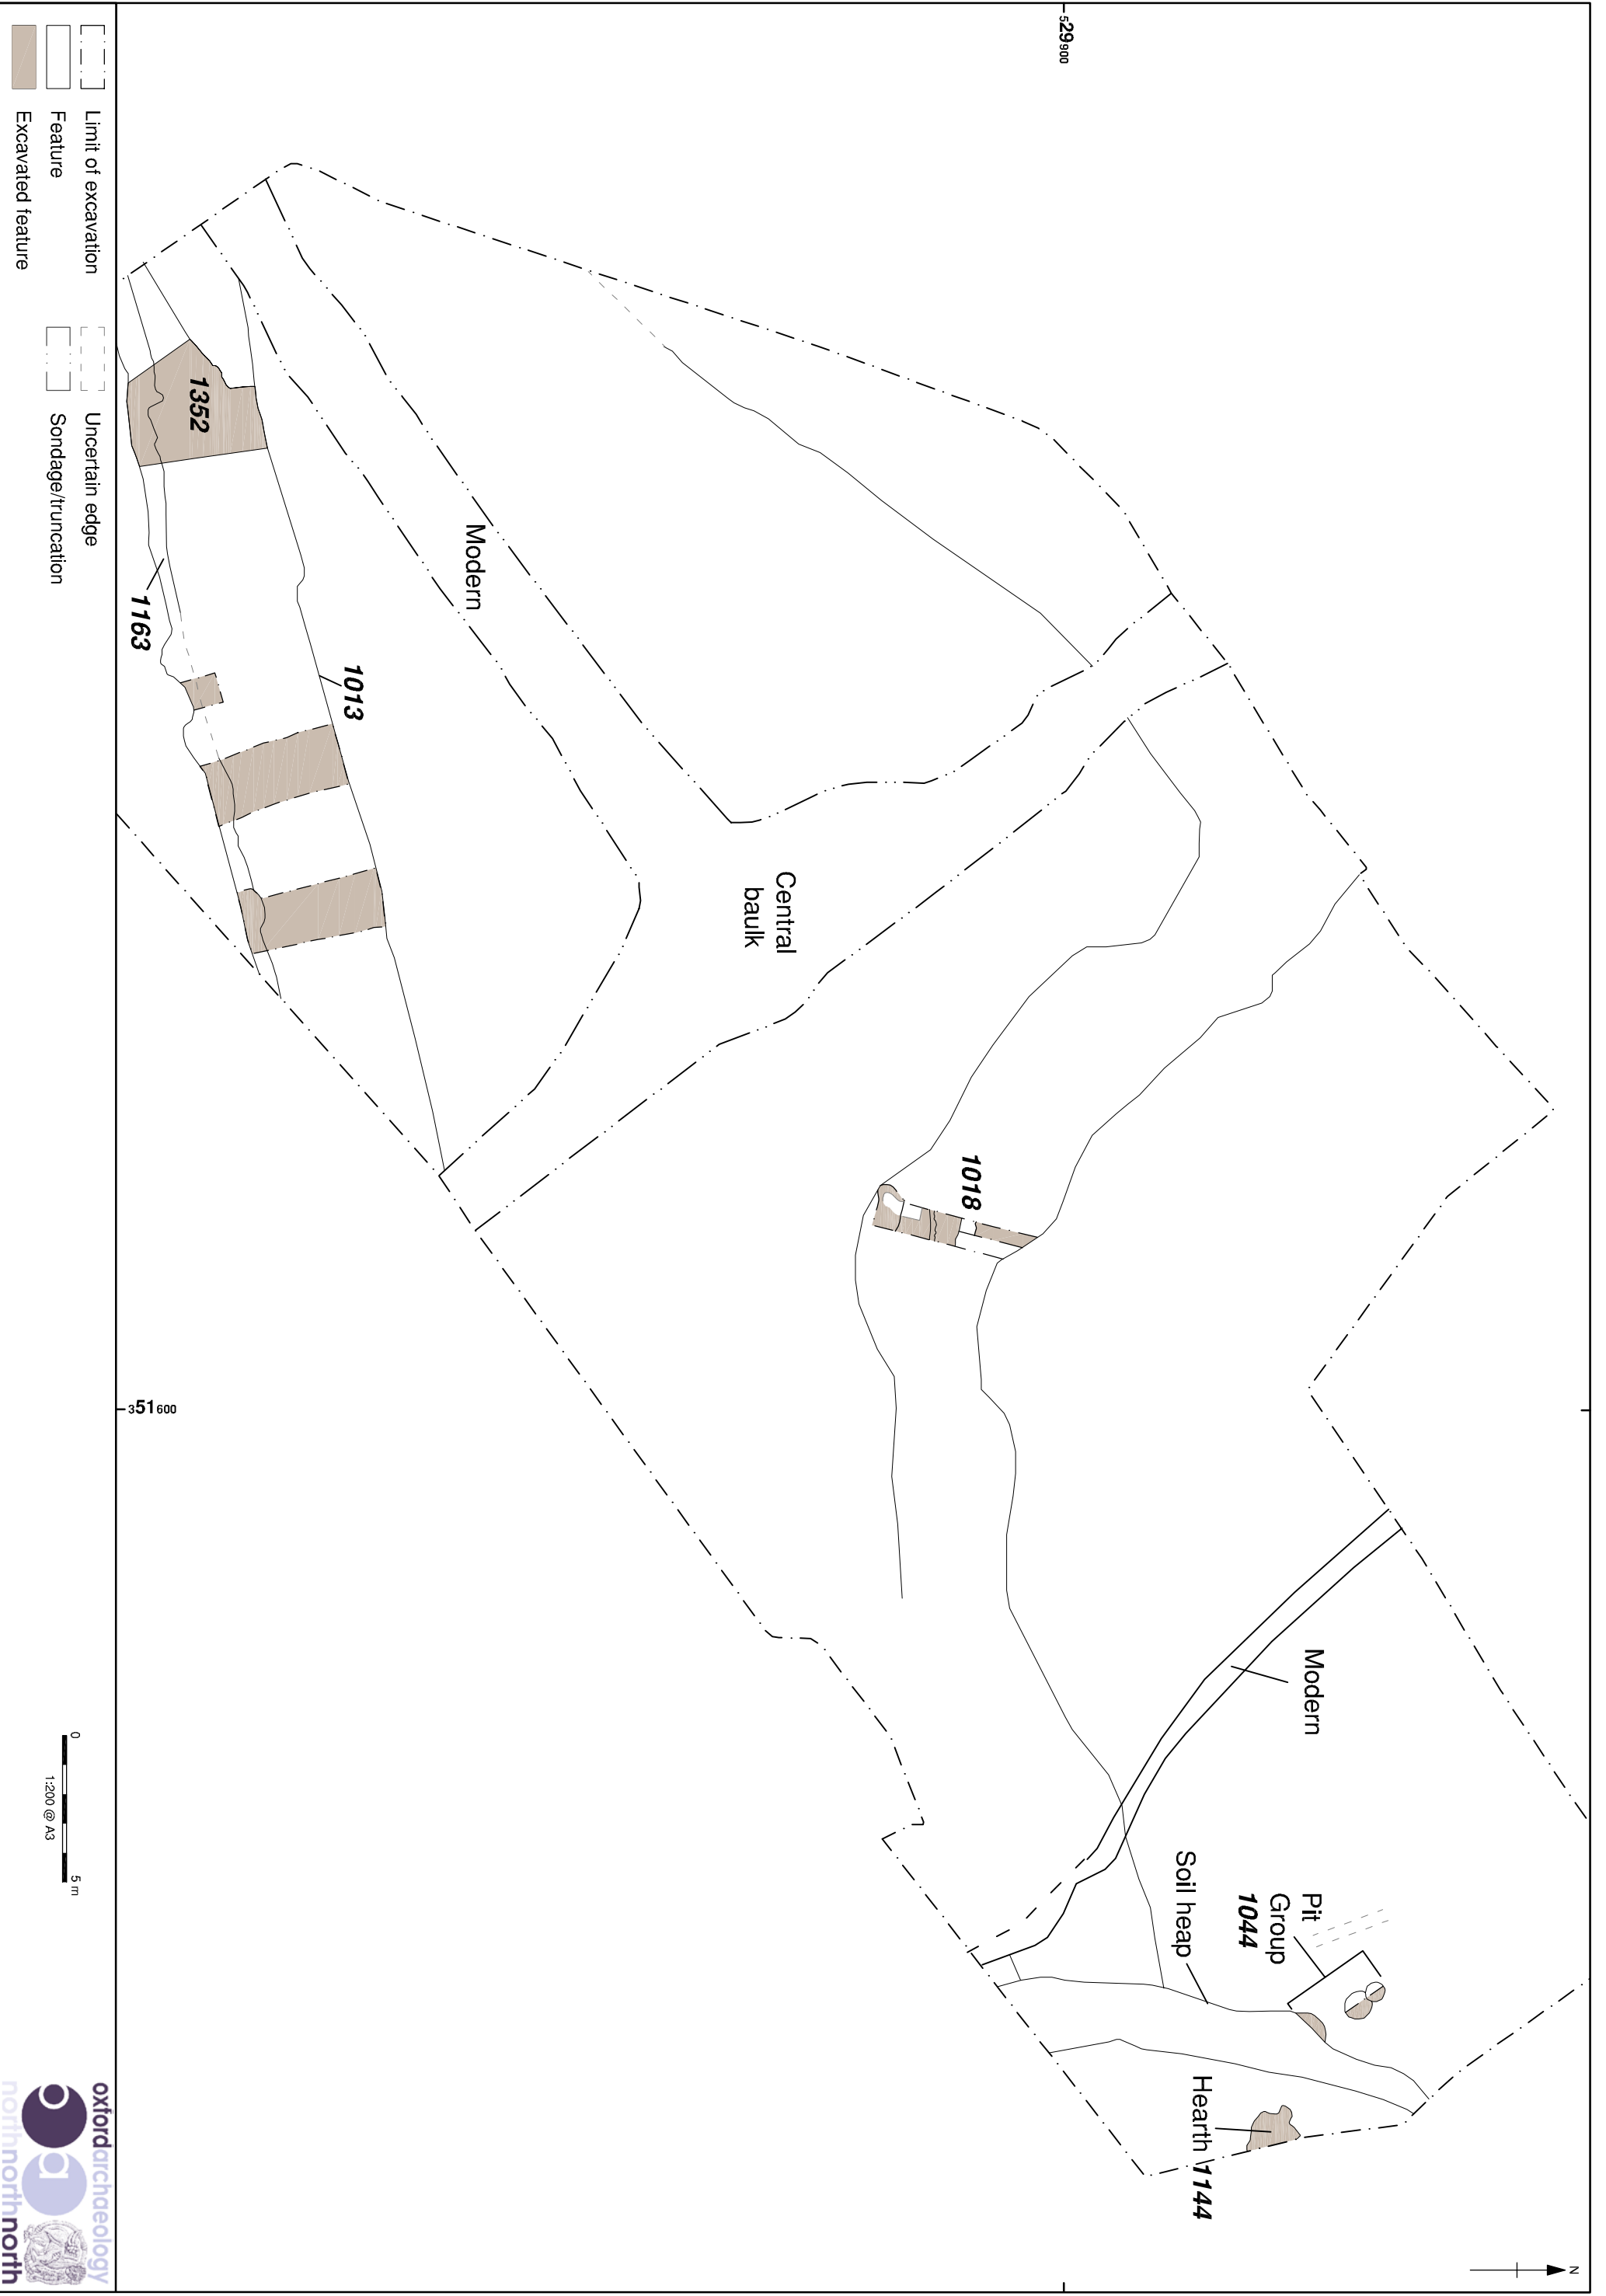 529900
N
Modern
Pit
Group
1044
Soil heap
Hearth 1144
1018
Central
baulk
Modern
1013
1352
1163
351600
Limit of excavation
Feature
Excavated feature
Uncertain edge
Sondage/truncation
0
5 m
1:200 @ A3
oxfordarchaeology
northnorthnorth